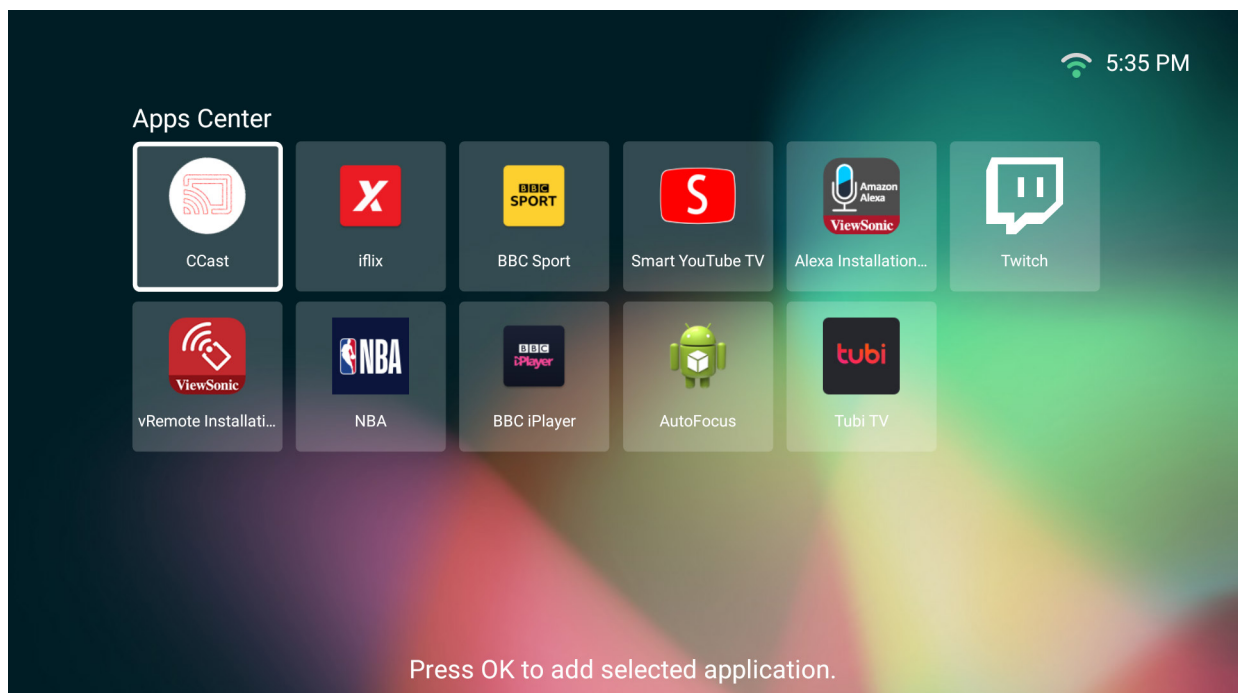 5:35 PM
Apps Center
X
BBC
SPORT
S
Amazon
Alexa
ViewSonic
CCast
iflix
BBC Sport
Smart YouTube TV
Alexa Installation...
Twitch
ViewSonic
NBA
BBC
iPlayer
tubi
vRemote Installati...
NBA
BBC iPlayer
AutoFocus
Tubi TV
Press OK to add selected application.